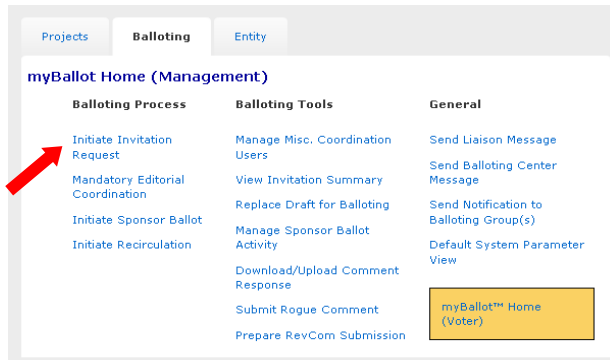 Projects
Balloting
Entity
myBallot Home (Management)
Balloting Process
Initiate Invitation
Request
Mandatory Editorial
Coordination
Initiate Sponsor Ballot
Initiate Recirculation
Balloting Tools
Manage Misc. Coordination
Users
View Invitation Summary
Replace Draft for Balloting
Manage Sponsor Ballot
Activity
Download/Upload Comment
Response
Submit Rogue Comment
Prepare RevCom Submission
General
Send Liaison Message
Send Balloting Center
Message
Send Notification to
Balloting Group(s)
Default System Parameter
View
myBallot™ Home
(Voter)